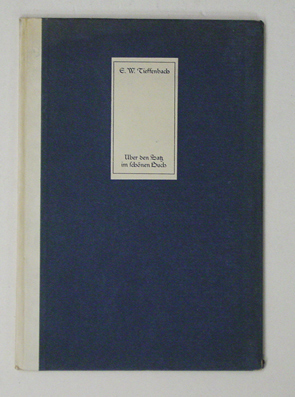 E. W. Tieffenbach
Über den Satz
im schönen Buch